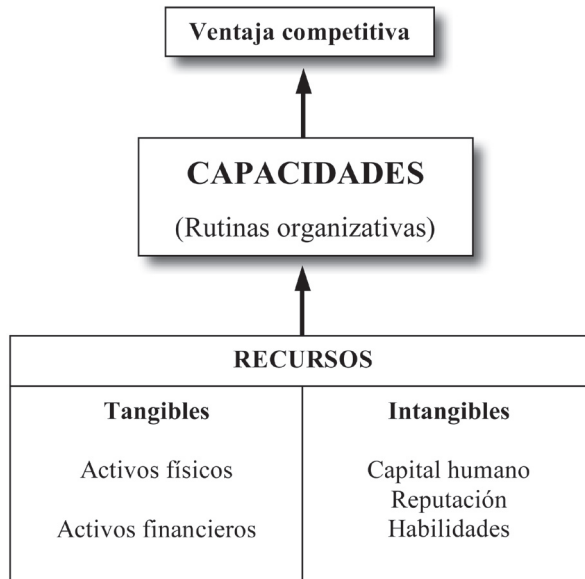 Ventaja competitiva
CAPACIDADES
(Rutinas organizativas)
RECURSOS
Tangibles
Activos físicos
Activos financieros
Intangibles
Capital humano
Reputación
Habilidades